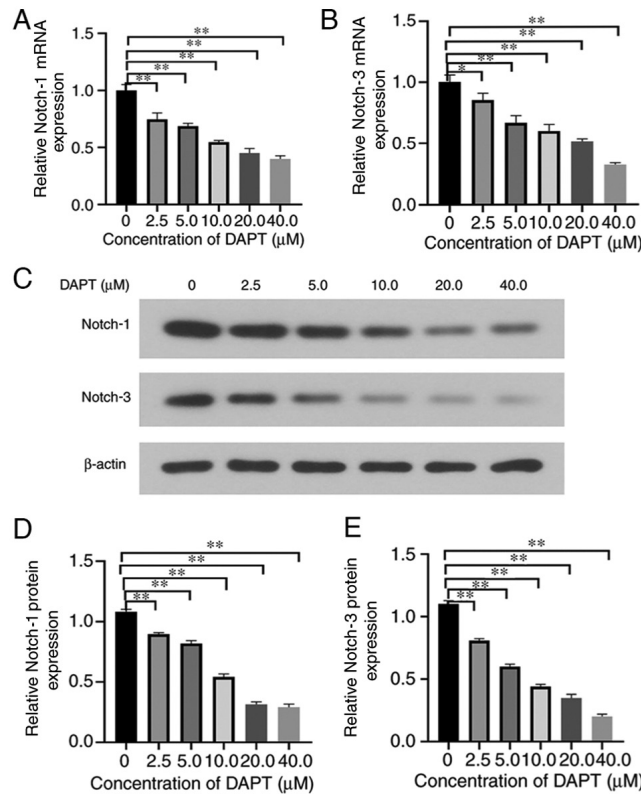 A
Relative Notch-1 mRNA
expression
1.5
1.0
0.5
0.0
**
**
**
**
**
0 2.5 5.0 10.0 20.0 40.0
Concentration of DAPT (μM)
B
Relative Notch-3 mRNA
expression
1.5
1.0
0.5
0.0
**
**
**
**
*
0 2.5 5.0 10.0 20.0 40.0
Concentration of DAPT (μM)
C
DAPT (μM) 0 2.5 5.0 10.0 20.0 40.0
Notch-1
Notch-3
β-actin
D
Relative Notch-1 protein
expression
1.5
1.0
0.5
0.0
**
**
**
**
**
0 2.5 5.0 10.0 20.0 40.0
Concentration of DAPT (μM)
E
Relative Notch-3 protein
expression
1.5
1.0
0.5
0.0
**
**
**
**
**
0 2.5 5.0 10.0 20.0 40.0
Concentration of DAPT (μM)